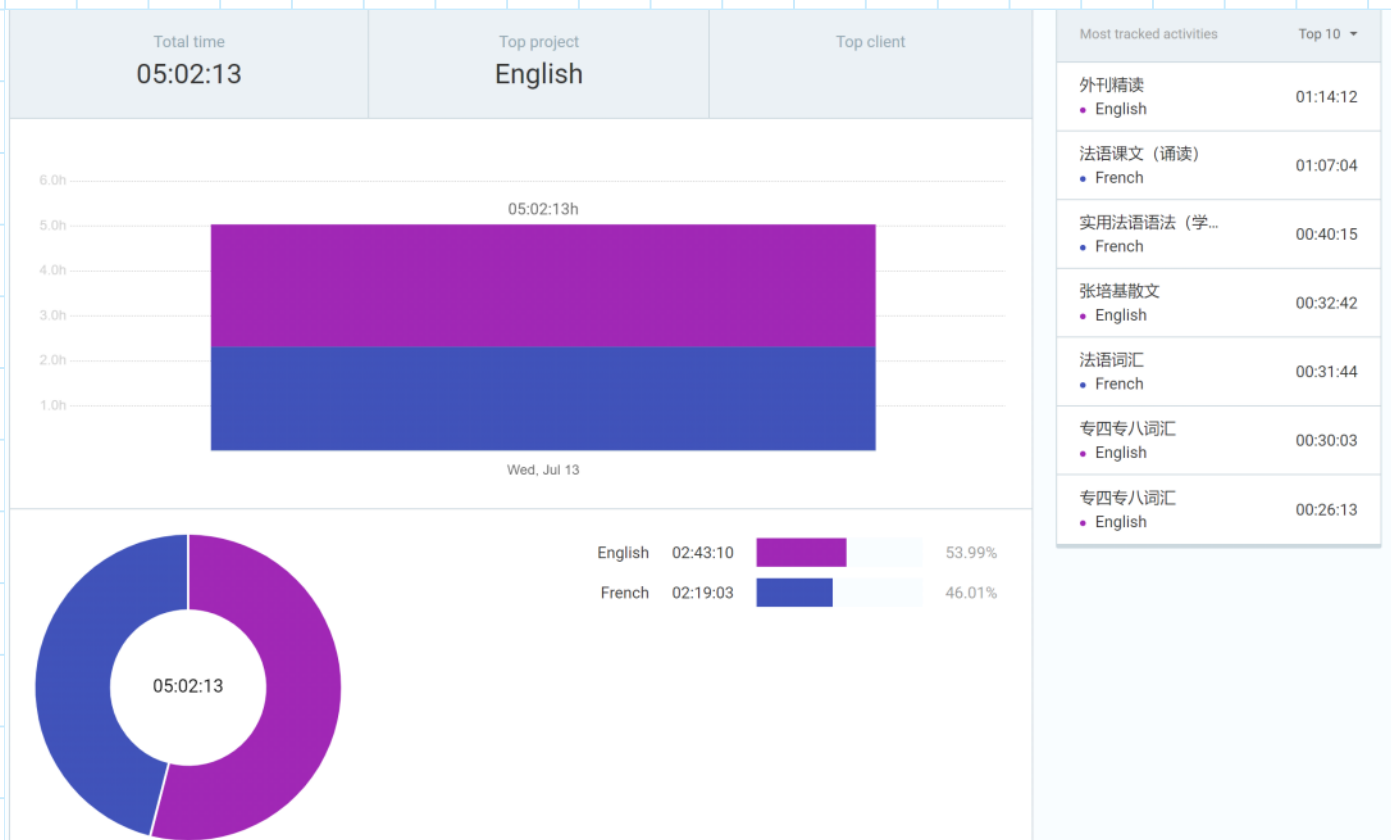 Total time
05:02:13
Top project
English
Top client
6.0h
5.0h
4.0h
3.0h
2.0h
1.0h
05:02:13h
Wed, Jul 13
05:02:13
English 02:43:10 53.99%
French 02:19:03 46.01%
Most tracked activities Top 10
外刊精读
English
01:14:12
法语课文（诵读）
French
01:07:04
实用法语语法（学...
French
00:40:15
张培基散文
English
00:32:42
法语词汇
French
00:31:44
专四专八词汇
English
00:30:03
专四专八词汇
English
00:26:13